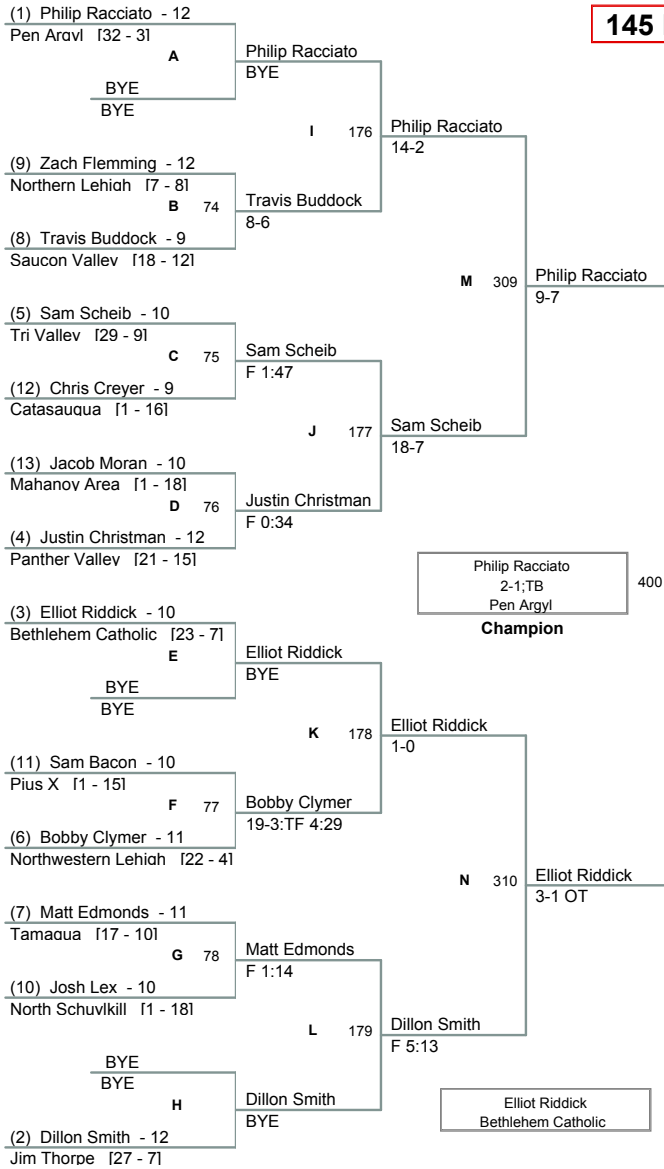 145
(1) Philip Racciato - 12
Pen Argyl [32 - 3]
A
BYE
BYE
Philip Racciato
BYE
I 176
Philip Racciato
14-2
(9) Zach Flemming - 12
Northern Lehigh [7 - 8]
B 74
(8) Travis Buddock - 9
Saucon Valley [18 - 12]
Travis Buddock
8-6
M 309
Philip Racciato
9-7
(5) Sam Scheib - 10
Tri Valley [29 - 9]
C 75
(12) Chris Creyer - 9
Catasauqua [1 - 16]
Sam Scheib
F 1:47
J 177
Sam Scheib
18-7
(13) Jacob Moran - 10
Mahanoy Area [1 - 18]
D 76
(4) Justin Christman - 12
Panther Valley [21 - 15]
Justin Christman
F 0:34
Philip Racciato
2-1;TB
Pen Argyl
400
Champion
(3) Elliot Riddick - 10
Bethlehem Catholic [23 - 7]
E
BYE
BYE
Elliot Riddick
BYE
K 178
Elliot Riddick
1-0
(11) Sam Bacon - 10
Pius X [1 - 15]
F 77
(6) Bobby Clymer - 11
Northwestern Lehigh [22 - 4]
Bobby Clymer
19-3:TF 4:29
N 310
Elliot Riddick
3-1 OT
(7) Matt Edmonds - 11
Tamaqua [17 - 10]
G 78
(10) Josh Lex - 10
North Schuylkill [1 - 18]
Matt Edmonds
F 1:14
L 179
Dillon Smith
F 5:13
BYE
BYE
H
(2) Dillon Smith - 12
Jim Thorpe [27 - 7]
Dillon Smith
BYE
Elliot Riddick
Bethlehem Catholic